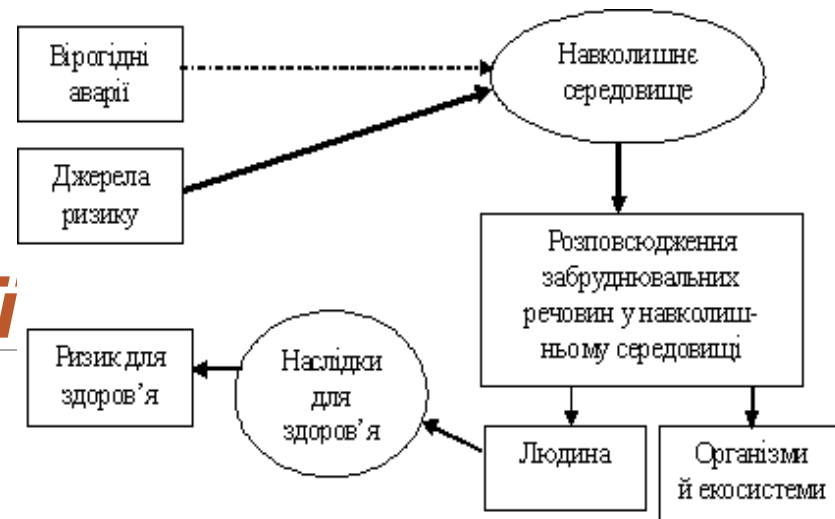 Вірогідні
аварії
Навколишнє
середовище
Джерела
ризику
Розповсюдження
забруднювальних
речовин у навколиш-
ньому середовищі
ї
Ризик для
здоров’я
Наслідки
для
здоров’я
Людина
Організми
й екосистеми